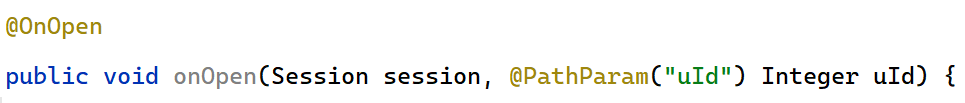 @OnOpen
public void onOpen(Session session, @PathParam("uId") Integer uId) {